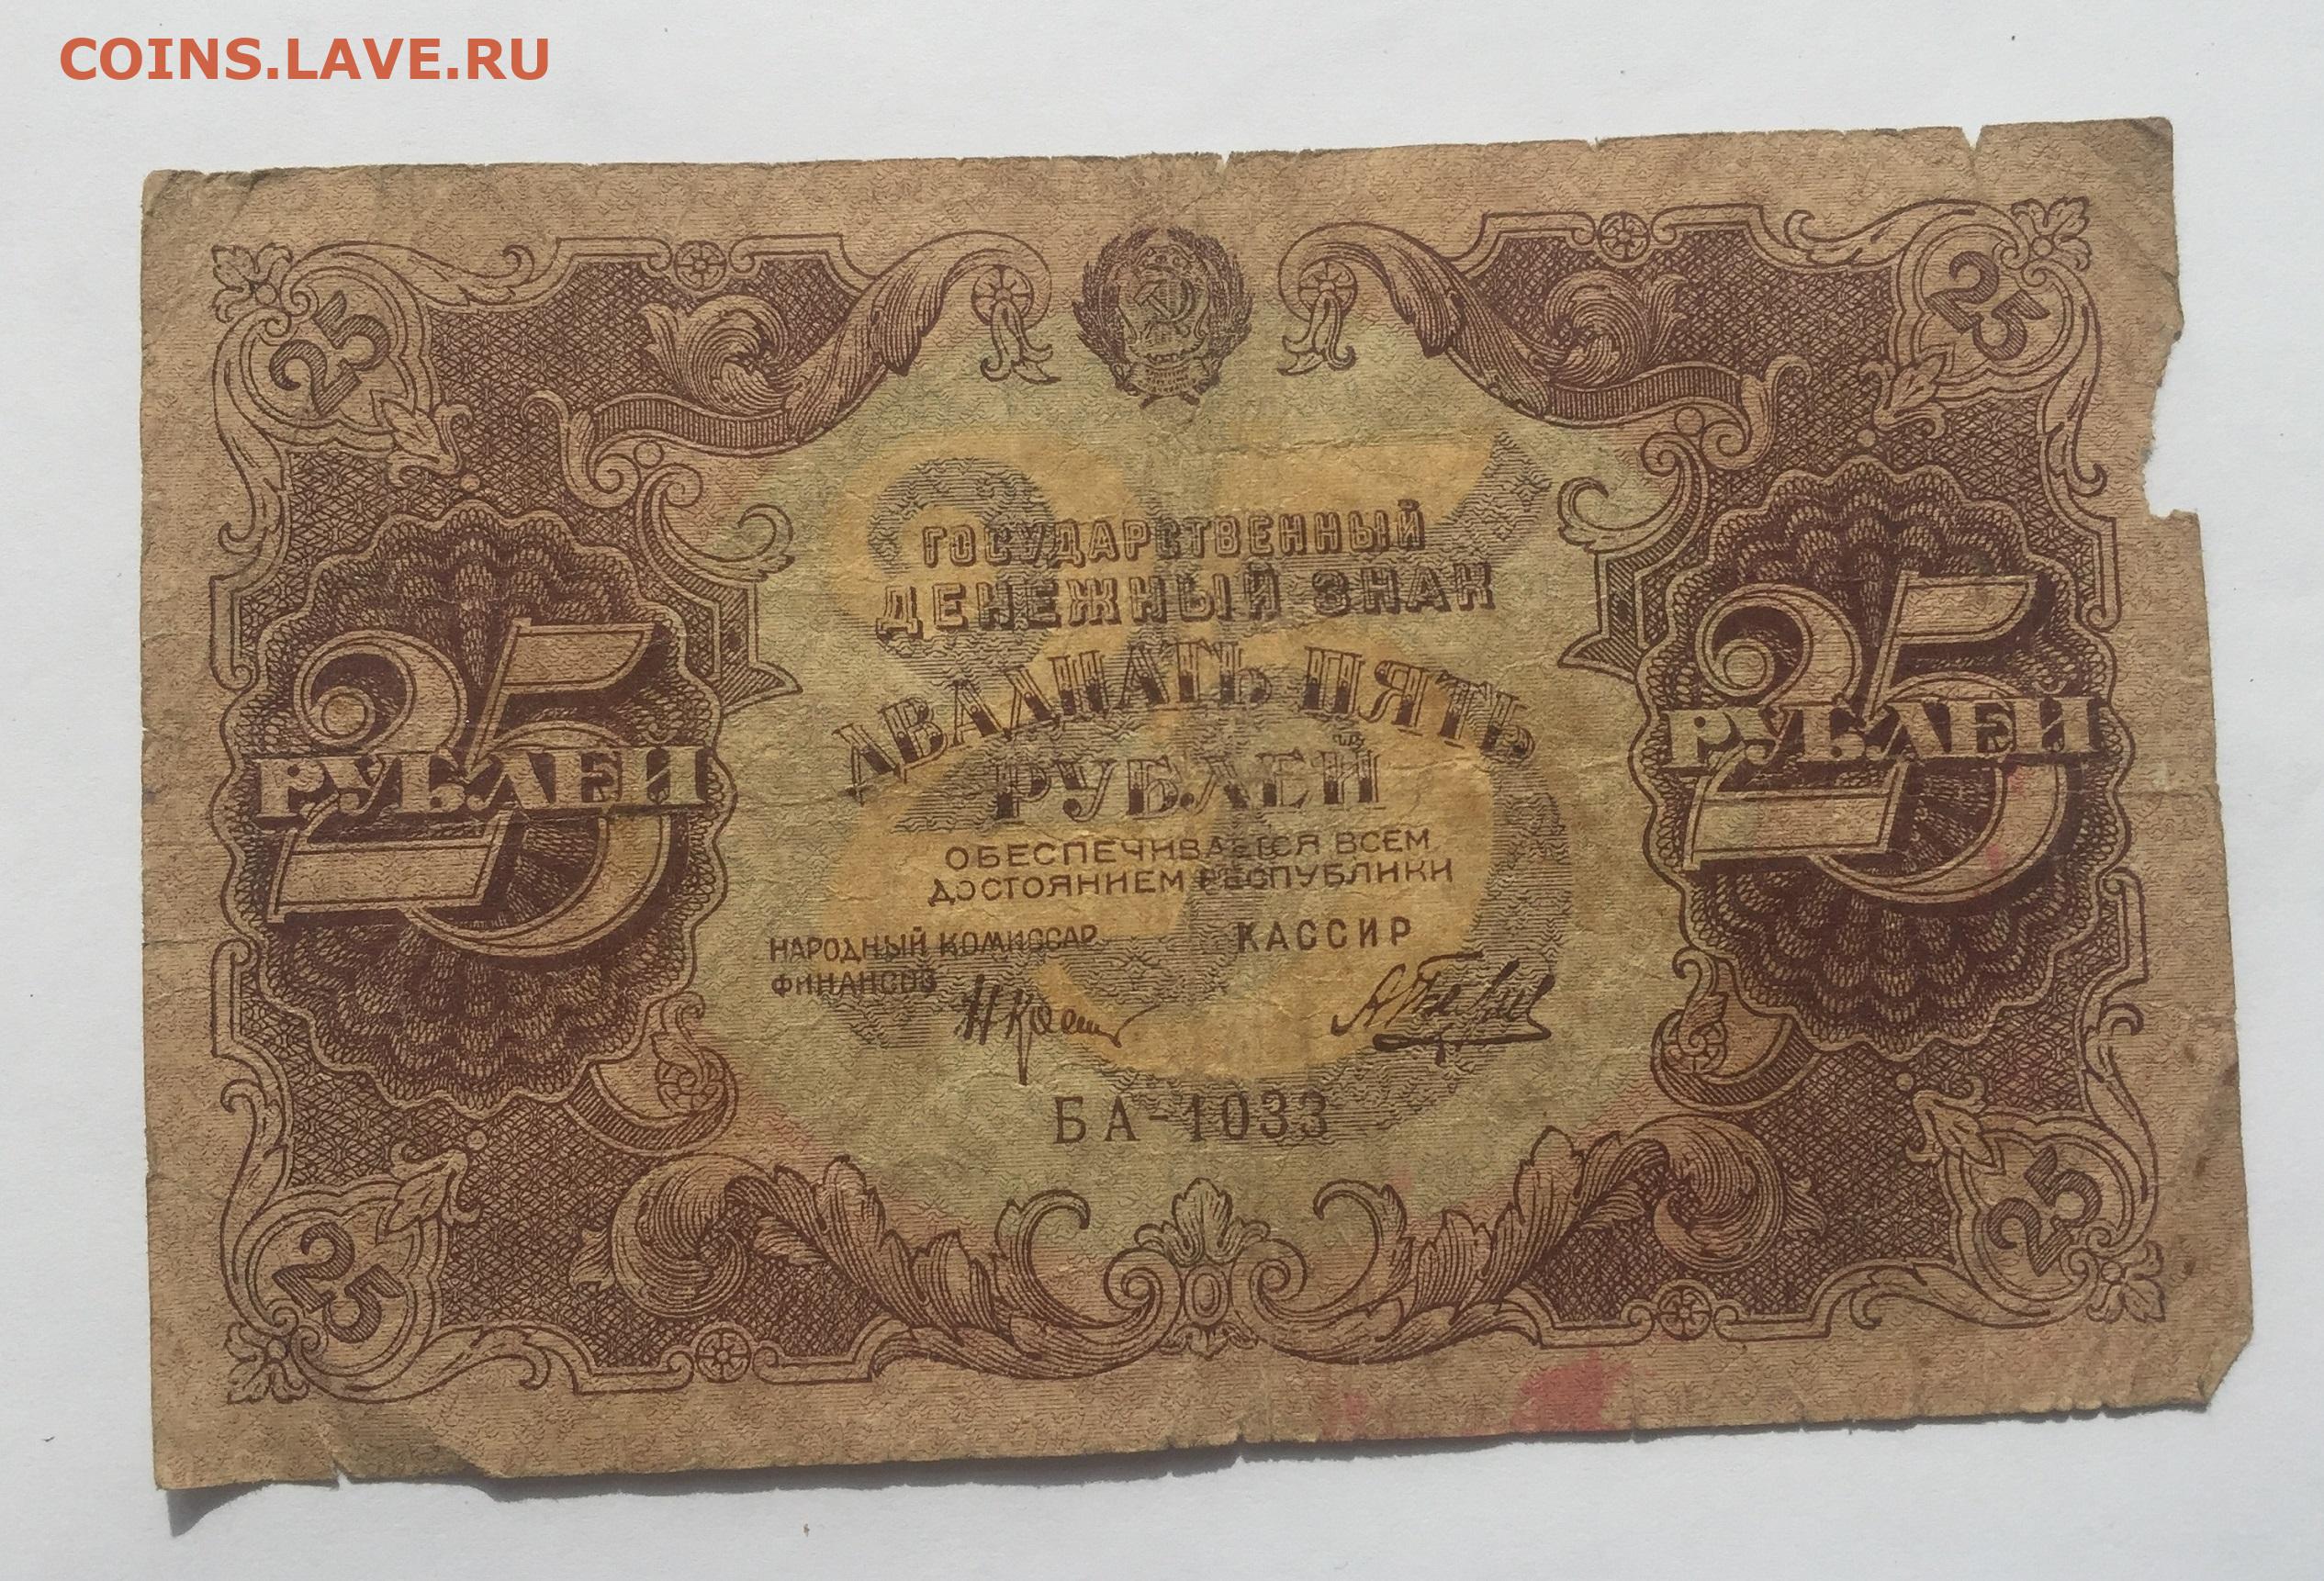 COINS.LAVE.RU
25
25
ГОСУДАРСТВЕННЫЙ
ДЕНЕЖНЫЙ ЗНАК
ДВАДЦАТЬ ПЯТЬ
РУБЛЕЙ
25
РУБЛЕЙ
25
РУБЛЕЙ
ОБЕСПЕЧИВАЕТСЯ ВСЕМ
ДОСТОЯНИЕМ РЕСПУБЛИКИ
НАРОДНЫЙ КОМИССАР
ФИНАНСОВ
КАССИР
БА-1033
25
25